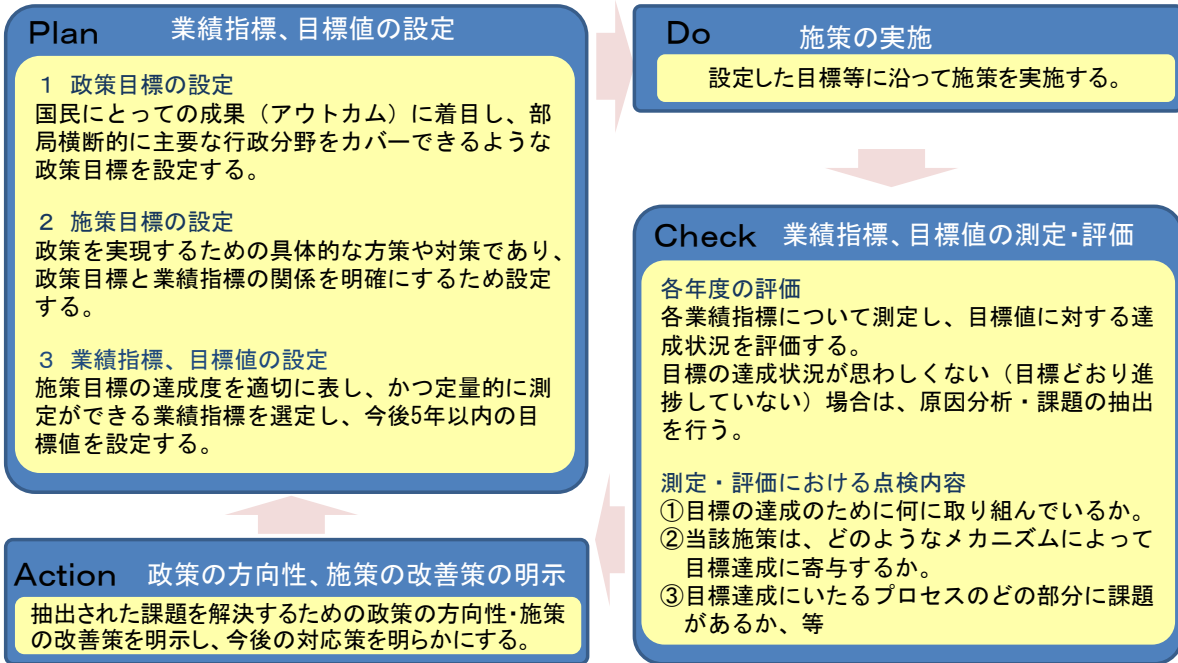 Plan 業績指標、目標値の設定
1 政策目標の設定
国民にとっての成果（アウトカム）に着目し、部
局横断的に主要な行政分野をカバーできるような
政策目標を設定する。
2 施策目標の設定
政策を実現するための具体的な方策や対策であり、
政策目標と業績指標の関係を明確にするため設定
する。
3 業績指標、目標値の設定
施策目標の達成度を適切に表し、かつ定量的に測
定ができる業績指標を選定し、今後5年以内の目
標値を設定する。
Do 施策の実施
設定した目標等に沿って施策を実施する。
Check 業績指標、目標値の測定・評価
各年度の評価
各業績指標について測定し、目標値に対する達
成状況を評価する。
目標の達成状況が思わしくない（目標どおり進
捗していない）場合は、原因分析・課題の抽出
を行う。
測定・評価における点検内容
①目標の達成のために何に取り組んでいるか。
②当該施策は、どのようなメカニズムによって
目標達成に寄与するか。
③目標達成にいたるプロセスのどの部分に課題
があるか、等
Action 政策の方向性、施策の改善策の明示
抽出された課題を解決するための政策の方向性・施策
の改善策を明示し、今後の対応策を明らかにする。